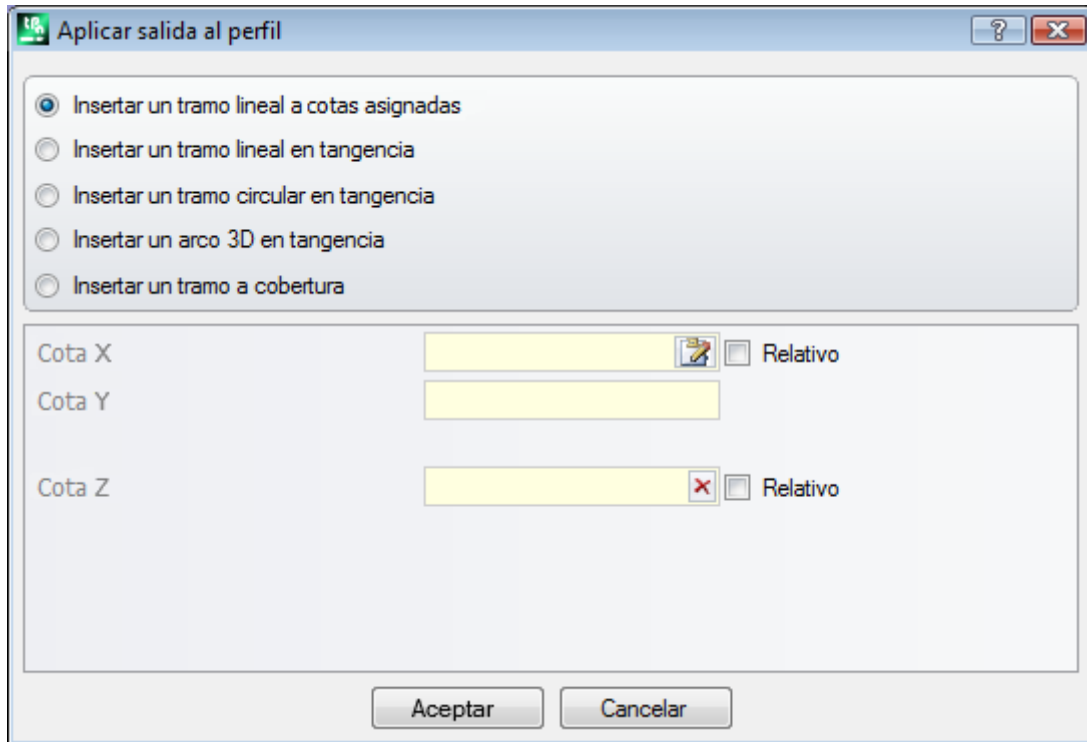 Aplicar salida al perfil
Insertar un tramo lineal a cotas asignadas
Insertar un tramo lineal en tangencia
Insertar un tramo circular en tangencia
Insertar un arco 3D en tangencia
Insertar un tramo a cobertura
Cota X Relativo
Cota Y
Cota Z Relativo
Aceptar Cancelar